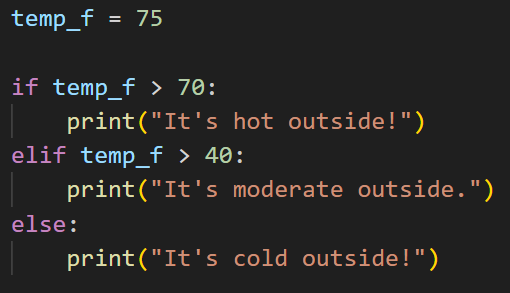 temp_f = 75

if temp_f > 70:
    print("It's hot outside!")
elif temp_f > 40:
    print("It's moderate outside.")
else:
    print("It's cold outside!")